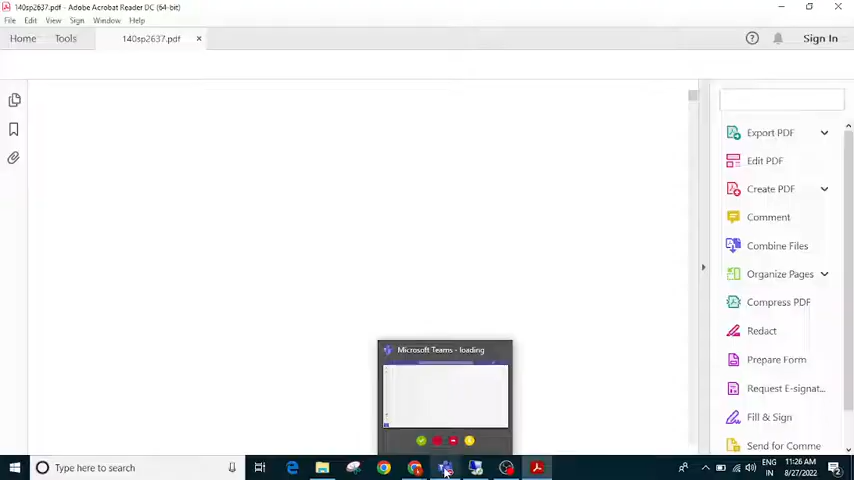 140sp2637.pdf - Adobe Acrobat Reader DC (64-bit)
File Edit View Sign Window Help
Home Tools 140sp2637.pdf × Sign In
Export PDF
Edit PDF
Create PDF
Comment
Combine Files
Organize Pages
Compress PDF
Redact
Prepare Form
Request E-signat...
Fill & Sign
Send for Comme
Microsoft Teams - loading
Type here to search
ENG
IN
11:26 AM
8/27/2022
2